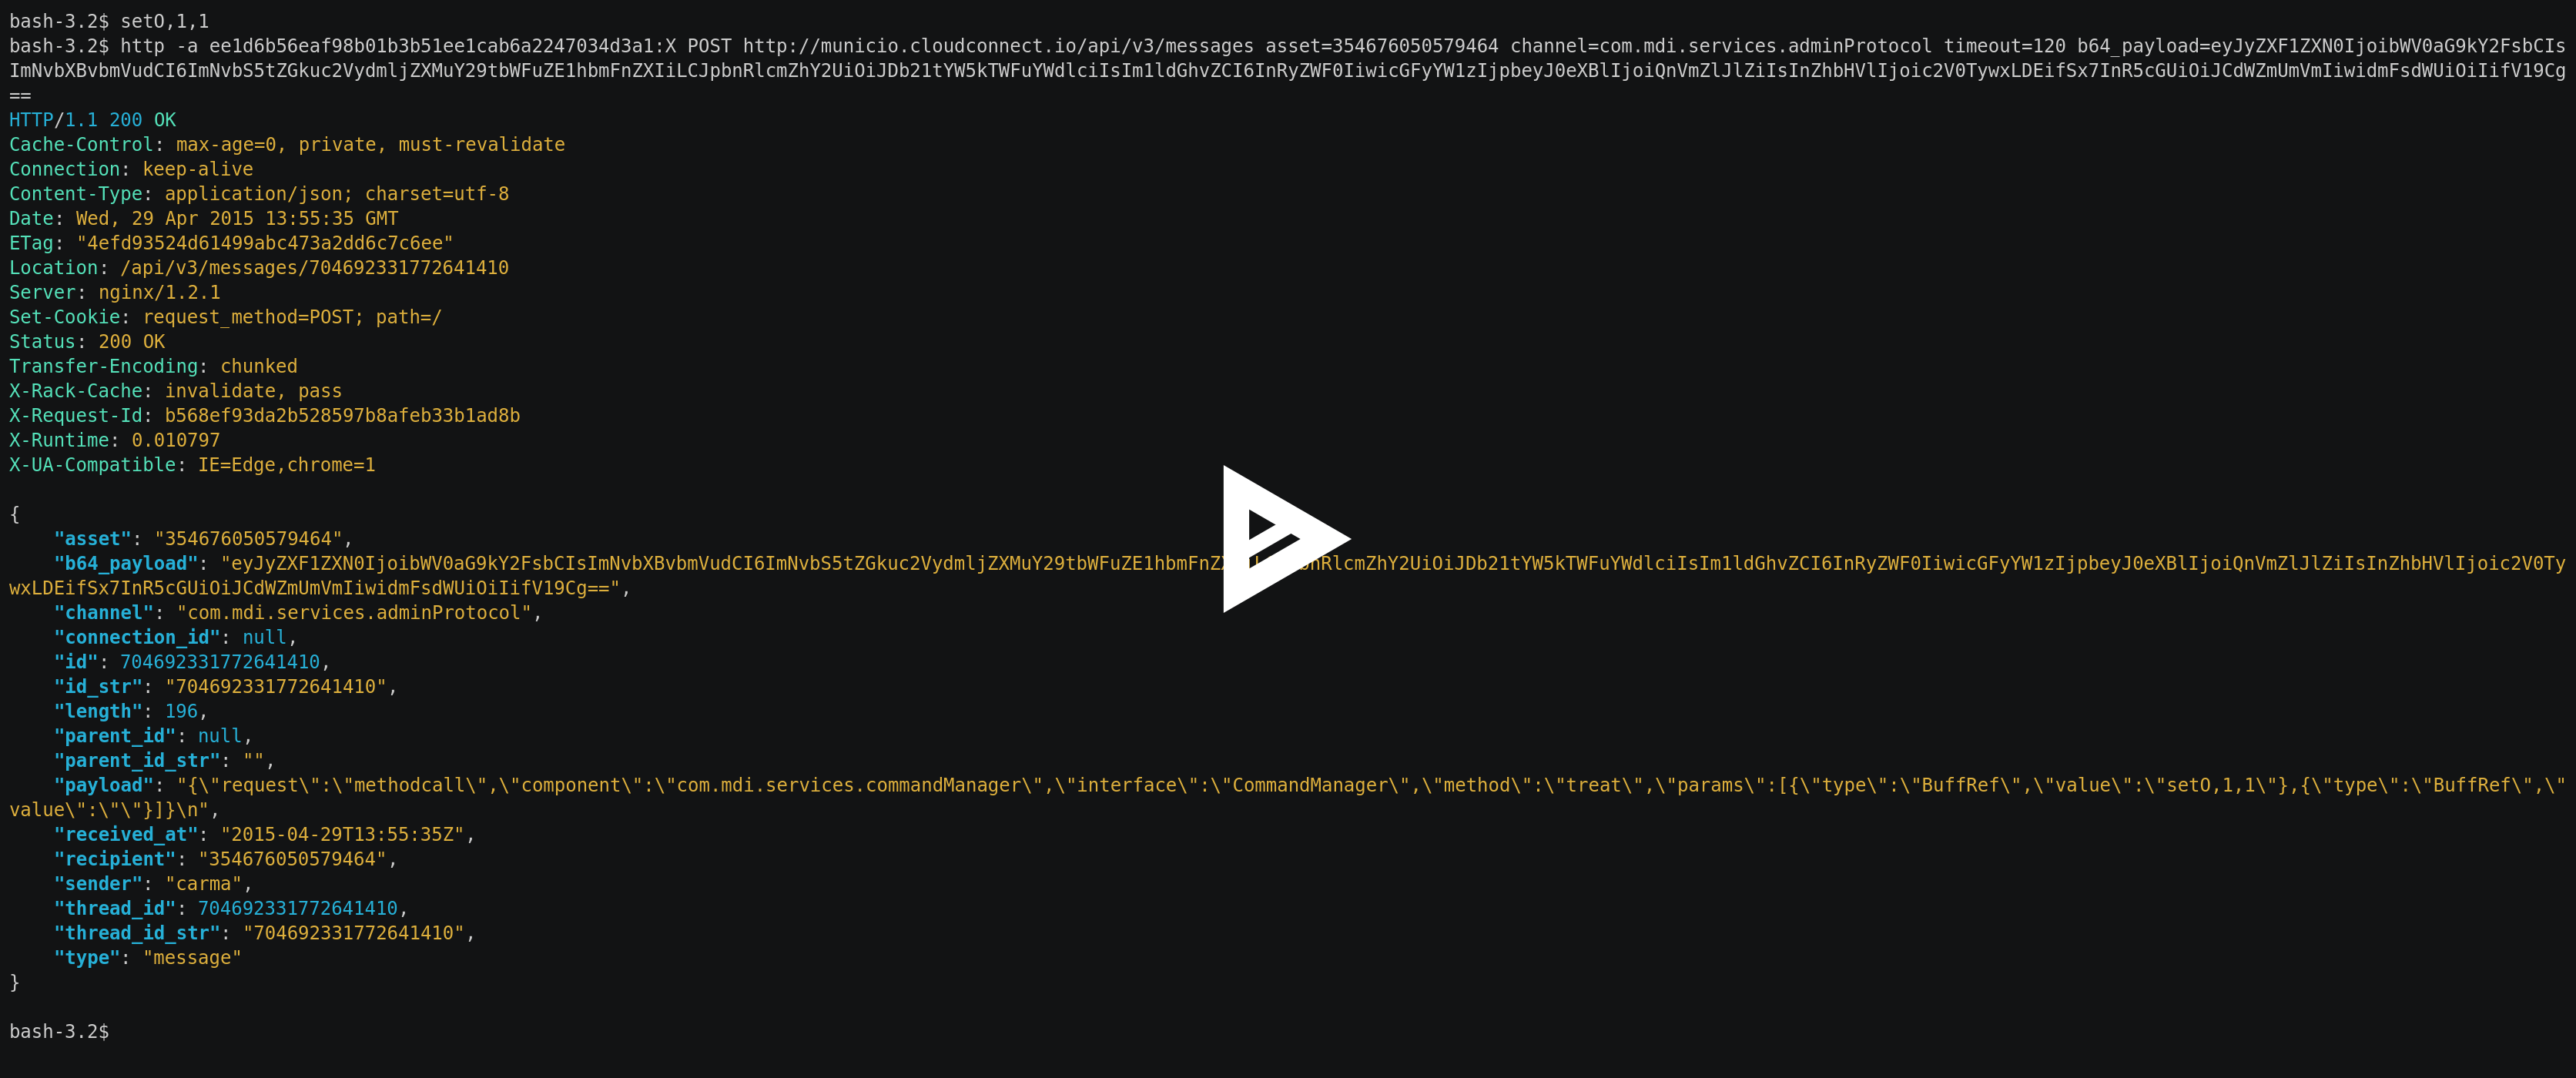 bash-3.2$ setO,1,1
bash-3.2$ http -a ee1d6b56eaf98b01b3b51ee1cab6a2247034d3a1:X POST http://municio.cloudconnect.io/api/v3/messages asset=354676050579464 channel=com.mdi.services.adminProtocol timeout=120 b64_payload=eyJyZXF1ZXN0IjoibWV0aG9kY2FsbCIs
ImNvbXBvbmVudCI6ImNvbS5tZGkuc2VydmljZXMuY29tbWFuZE1hbmFnZXIiLCJpbnRlcmZhY2UiOiJDb21tYW5kTWFuYWdlciIsIm1ldGhvZCI6InRyZWF0IiwicGFyYW1zIjpbeyJ0eXBlIjoiQnVmZlJlZiIsInZhbHVlIjoic2V0TywxLDEifSx7InR5cGUiOiJCdWZmUmVmIiwidmFsdWUiOiIifV19Cg
==
HTTP/1.1 200 OK
Cache-Control: max-age=0, private, must-revalidate
Connection: keep-alive
Content-Type: application/json; charset=utf-8
Date: Wed, 29 Apr 2015 13:55:35 GMT
ETag: "4efd93524d61499abc473a2dd6c7c6ee"
Location: /api/v3/messages/704692331772641410
Server: nginx/1.2.1
Set-Cookie: request_method=POST; path=/
Status: 200 OK
Transfer-Encoding: chunked
X-Rack-Cache: invalidate, pass
X-Request-Id: b568ef93da2b528597b8afeb33b1ad8b
X-Runtime: 0.010797
X-UA-Compatible: IE=Edge,chrome=1
{
"asset": "354676050579464",
"b64_payload": "eyJyZXF1ZXN0IjoibWV0aG9kY2FsbCIsImNvbXBvbmVudCI6ImNvbS5tZGkuc2VydmljZXMuY29tbWFuZE1hbmFnZX nRlcmZhY2UiOiJDb21tYW5kTWFuYWdlciIsIm1ldGhvZCI6InRyZWF0IiwicGFyYW1zIjpbeyJ0eXBlIjoiQnVmZlJlZiIsInZhbHVlIjoic2V0Ty
wxLDEifSx7InR5cGUiOiJCdWZmUmVmIiwidmFsdWUiOiIifV19Cg==",
"channel": "com.mdi.services.adminProtocol",
"connection_id": null,
"id": 704692331772641410,
"id_str": "704692331772641410",
"length": 196,
"parent_id": null,
"parent_id_str": "",
"payload": "{\"request\":\"methodcall\",\"component\":\"com.mdi.services.commandManager\",\"interface\":\"CommandManager\",\"method\":\"treat\",\"params\":[{\"type\":\"BuffRef\",\"value\":\"setO,1,1\"},{\"type\":\"BuffRef\",\"
value\":\"\"}]}\n",
"received_at": "2015-04-29T13:55:35Z",
"recipient": "354676050579464",
"sender": "carma",
"thread_id": 704692331772641410,
"thread_id_str": "704692331772641410",
"type": "message"
}
bash-3.2$